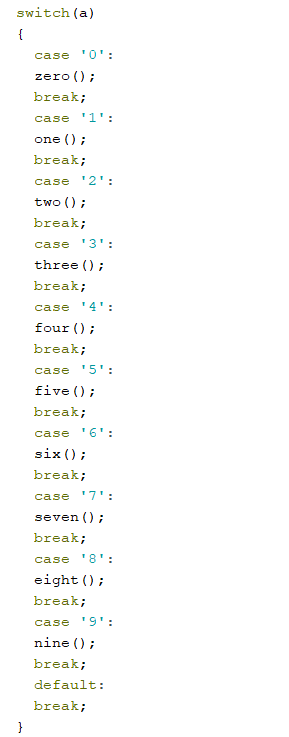 switch(a)
{
case '0':
zero();
break;
case '1':
one();
break;
case '2':
two();
break;
case '3':
three();
break;
case '4':
four();
break;
case '5':
five();
break;
case '6':
six();
break;
case '7':
seven();
break;
case '8':
eight();
break;
case '9':
nine();
break;
default:
break;
}